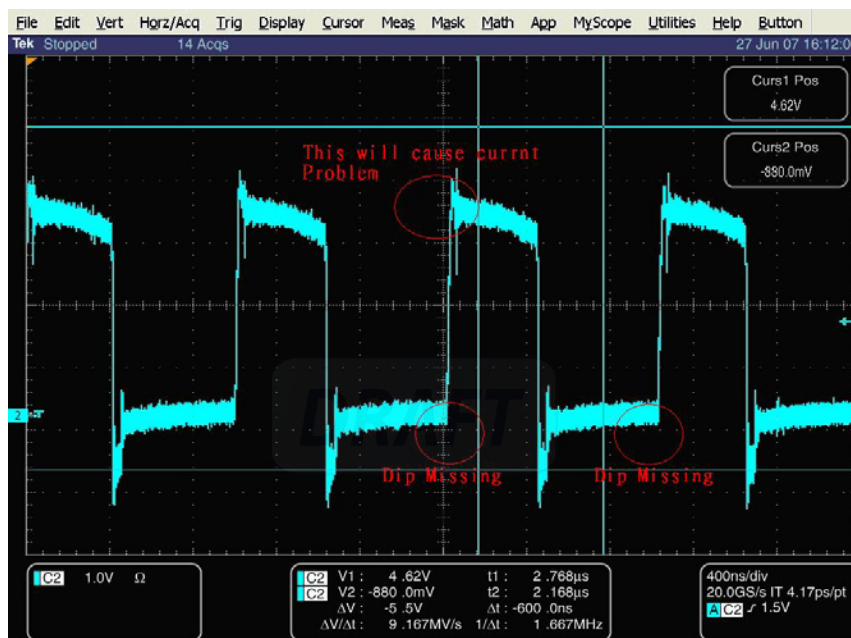 File Edit Vert Horz/Acq Trig Display Cursor Meas Mask Math App MyScope Utilities Help Button
Tek Stopped 14 Acqs 27 Jun 07 16:12:0
Curs1 Pos
4.62V
Curs2 Pos
-880.0mV
This will cause currnt
Problem
DRAFT
2
Dip Missing Dip Missing
C2 1.0V Ω
C2 V1 : 4 .62V t1 : 2 .768µs
C2 V2 : -880 .0mV t2 : 2 .168µs
ΔV : -5 .5V Δt : -600 .0ns
ΔV/Δt : 9 .167MV/s 1/Δt : 1 .667MHz
400ns/div
20.0GS/s IT 4.17ps/pt
A C2 1.5V